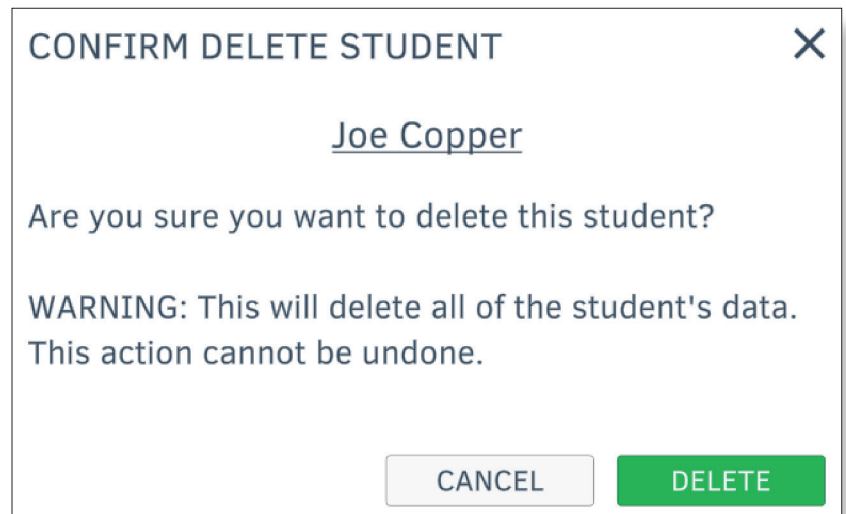 CONFIRM DELETE STUDENT
Joe Copper
Are you sure you want to delete this student?
WARNING: This will delete all of the student's data.
This action cannot be undone.
CANCEL DELETE